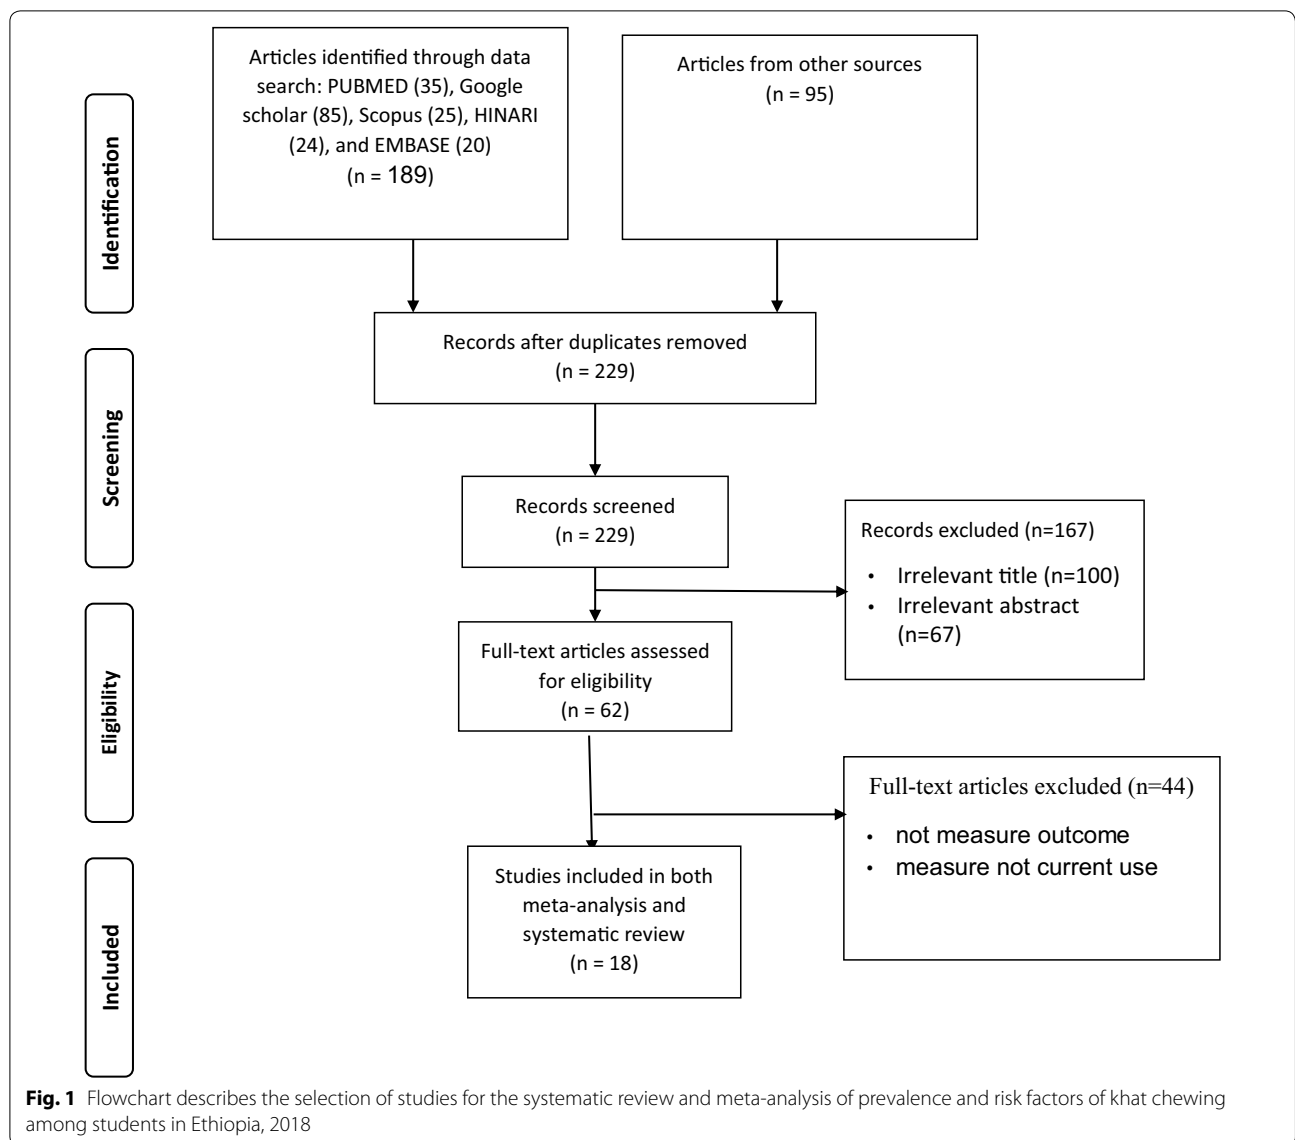 Articles identified through data
search: PUBMED (35), Google
scholar (85), Scopus (25), HINARI
(24), and EMBASE (20)
(n = 189)
Articles from other sources
(n = 95)
Identification
Records after duplicates removed
(n = 229)
Screening
Records screened
(n = 229)
Records excluded (n=167)
• Irrelevant title (n=100)
• Irrelevant abstract
(n=67)
Eligibility
Full-text articles assessed
for eligibility
(n = 62)
Full-text articles excluded (n=44)
• not measure outcome
• measure not current use
Included
Studies included in both
meta-analysis and
systematic review
(n = 18)
Fig. 1 Flowchart describes the selection of studies for the systematic review and meta-analysis of prevalence and risk factors of khat chewing
among students in Ethiopia, 2018